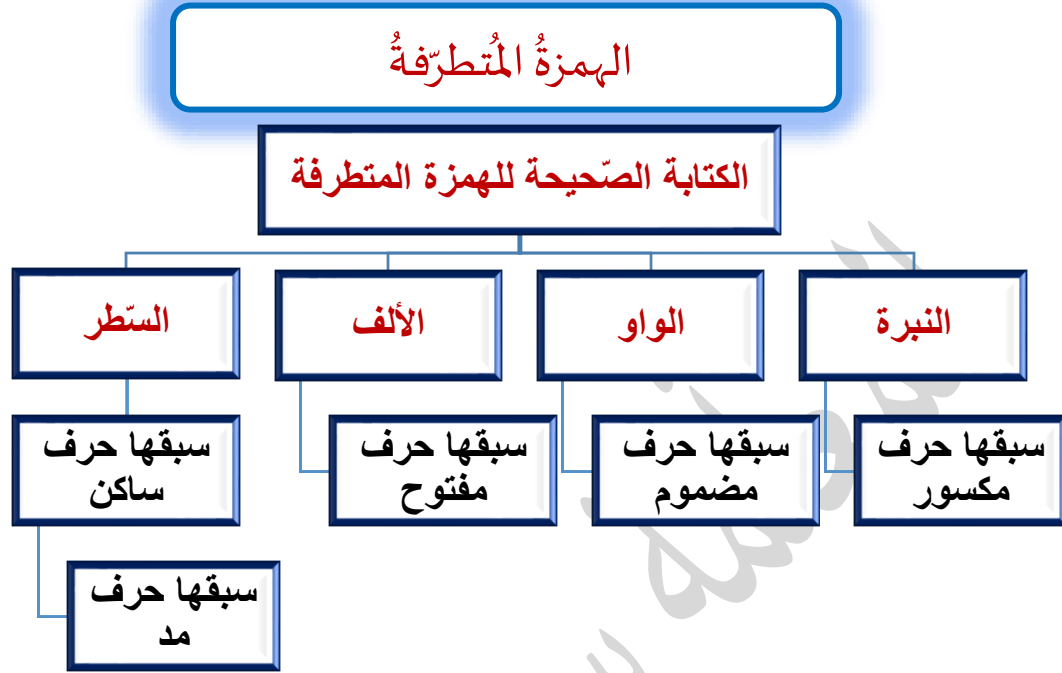 الهمزةُ المُتطرّفةُ
الكتابة الصّحيحة للهمزة المتطرفة
النبرة
الواو
الألف
السّطر
سبقها حرف
مكسور
سبقها حرف
مضموم
سبقها حرف
مفتوح
سبقها حرف
ساكن
سبقها حرف
مد